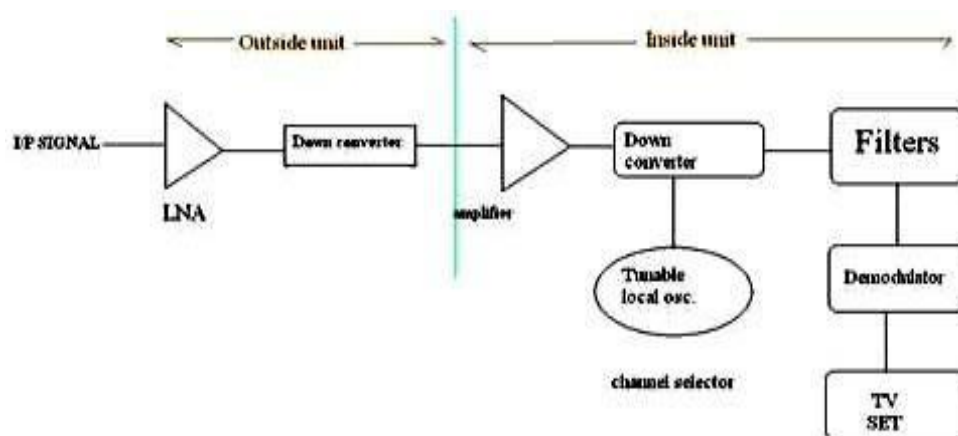 Outside unit
Inside unit
I/P SIGNAL
LNA
Down converter
amplifier
Down
converter
Filters
Tunable
local osc.
channel selector
Demodulator
TV
SET